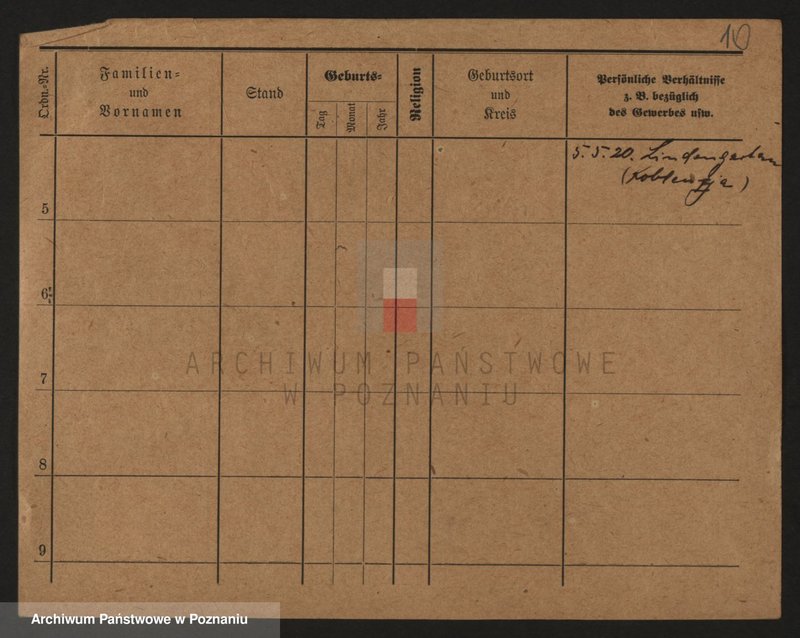 10
Ordn.-Nr.
Familien-
und
Vornamen
Stand
Geburts-
Tag
Monat
Jahr
Religion
Geburtsort
und
Kreis
Persönliche Verhältnisse
z. B. bezüglich
des Gewerbes usw.
5. 5. 20. Lindengarten
5
6
7
8
9
ARCHIWUM PAŃSTWOWE
W POZNANIU
Archiwum Państwowe w Poznaniu